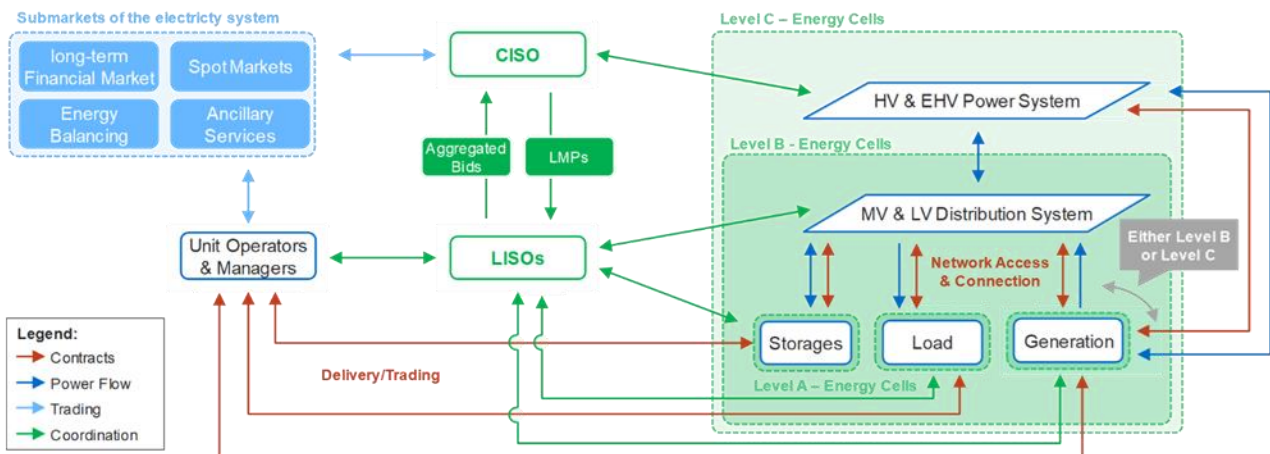 Submarkets of the electricty system
long-term
Financial Market
Spot Markets
Energy
Balancing
Ancillary
Services
CISO
Aggregated
Bids
LMPs
Unit Operators
& Managers
LISOs
Level C – Energy Cells
HV & EHV Power System
Level B - Energy Cells
MV & LV Distribution System
Either Level B
or Level C
Network Access
& Connection
Storages
Load
Generation
Level A – Energy Cells
Delivery/Trading
Legend:
Contracts
Power Flow
Trading
Coordination